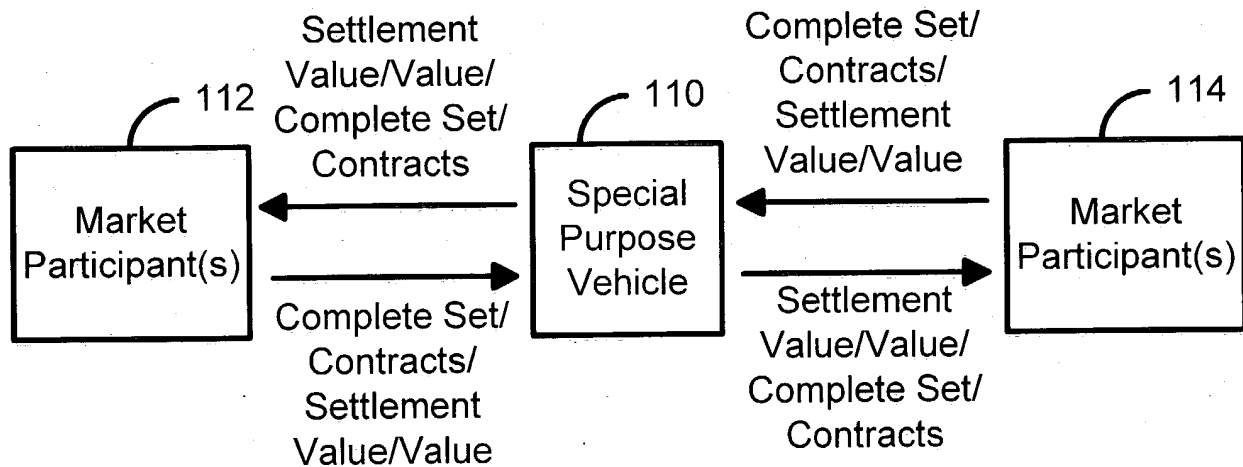 Settlement
Value/Value/
Complete Set/
Contracts
Complete Set/
Contracts/
Settlement
Value/Value
112
110
114
Market
Participant(s)
Special
Purpose
Vehicle
Market
Participant(s)
Complete Set/
Contracts/
Settlement
Value/Value
Settlement
Value/Value/
Complete Set/
Contracts